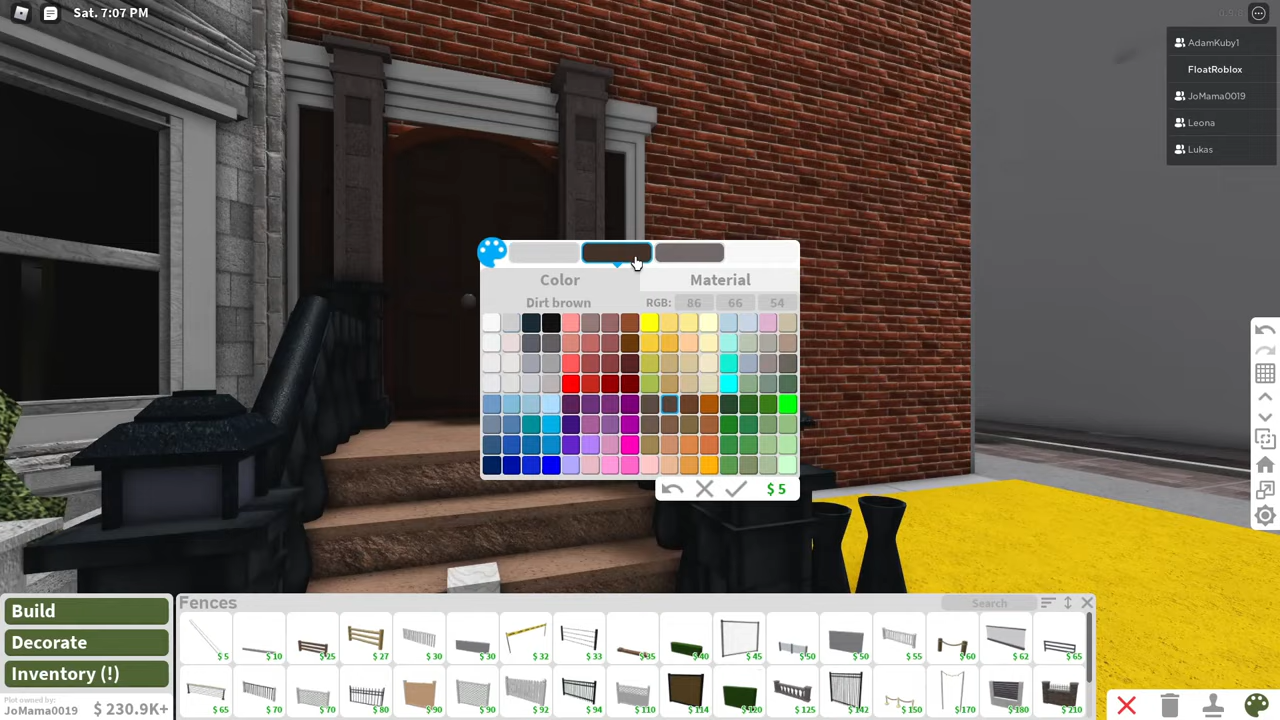 Sat. 7:07 PM
AdamKuby1
FloatRoblox
JoMama0019
Leona
Lukas
Color
Material
Dirt brown
RGB: 86 66 54
$ 5
Build
Decorate
Inventory (!)
Plot owned by:
JoMama0019
$ 230.9K+
Fences
Search
$ 5 $ 10 $ 25 $ 27 $ 30 $ 30 $ 32 $ 33 $ 35 $ 40 $ 45 $ 50 $ 50 $ 55 $ 60 $ 62 $ 65
$ 65 $ 70 $ 70 $ 80 $ 90 $ 90 $ 92 $ 94 $ 110 $ 114 $ 120 $ 125 $ 142 $ 150 $ 170 $ 180 $ 210